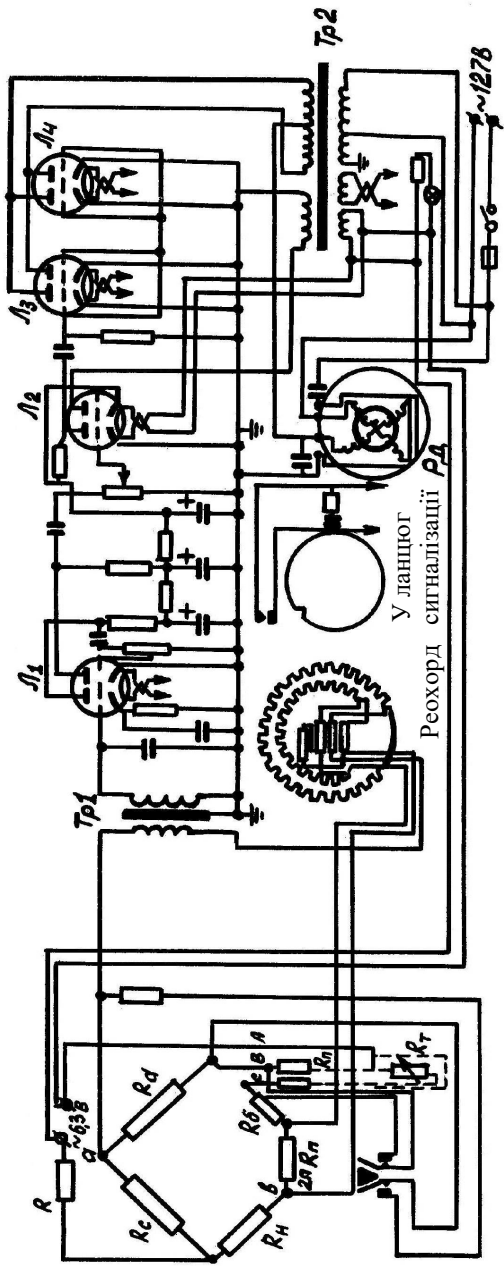 Л1
Л2
Л3
Л4
Тр1
Тр2
~127В
+
+
+
РД
У ланцюг
Реохорд сигналізації
~6,3В
R
а
Rd
Rc
Rн
в
2Rп
Rб
с
В
А
Rп
Rт